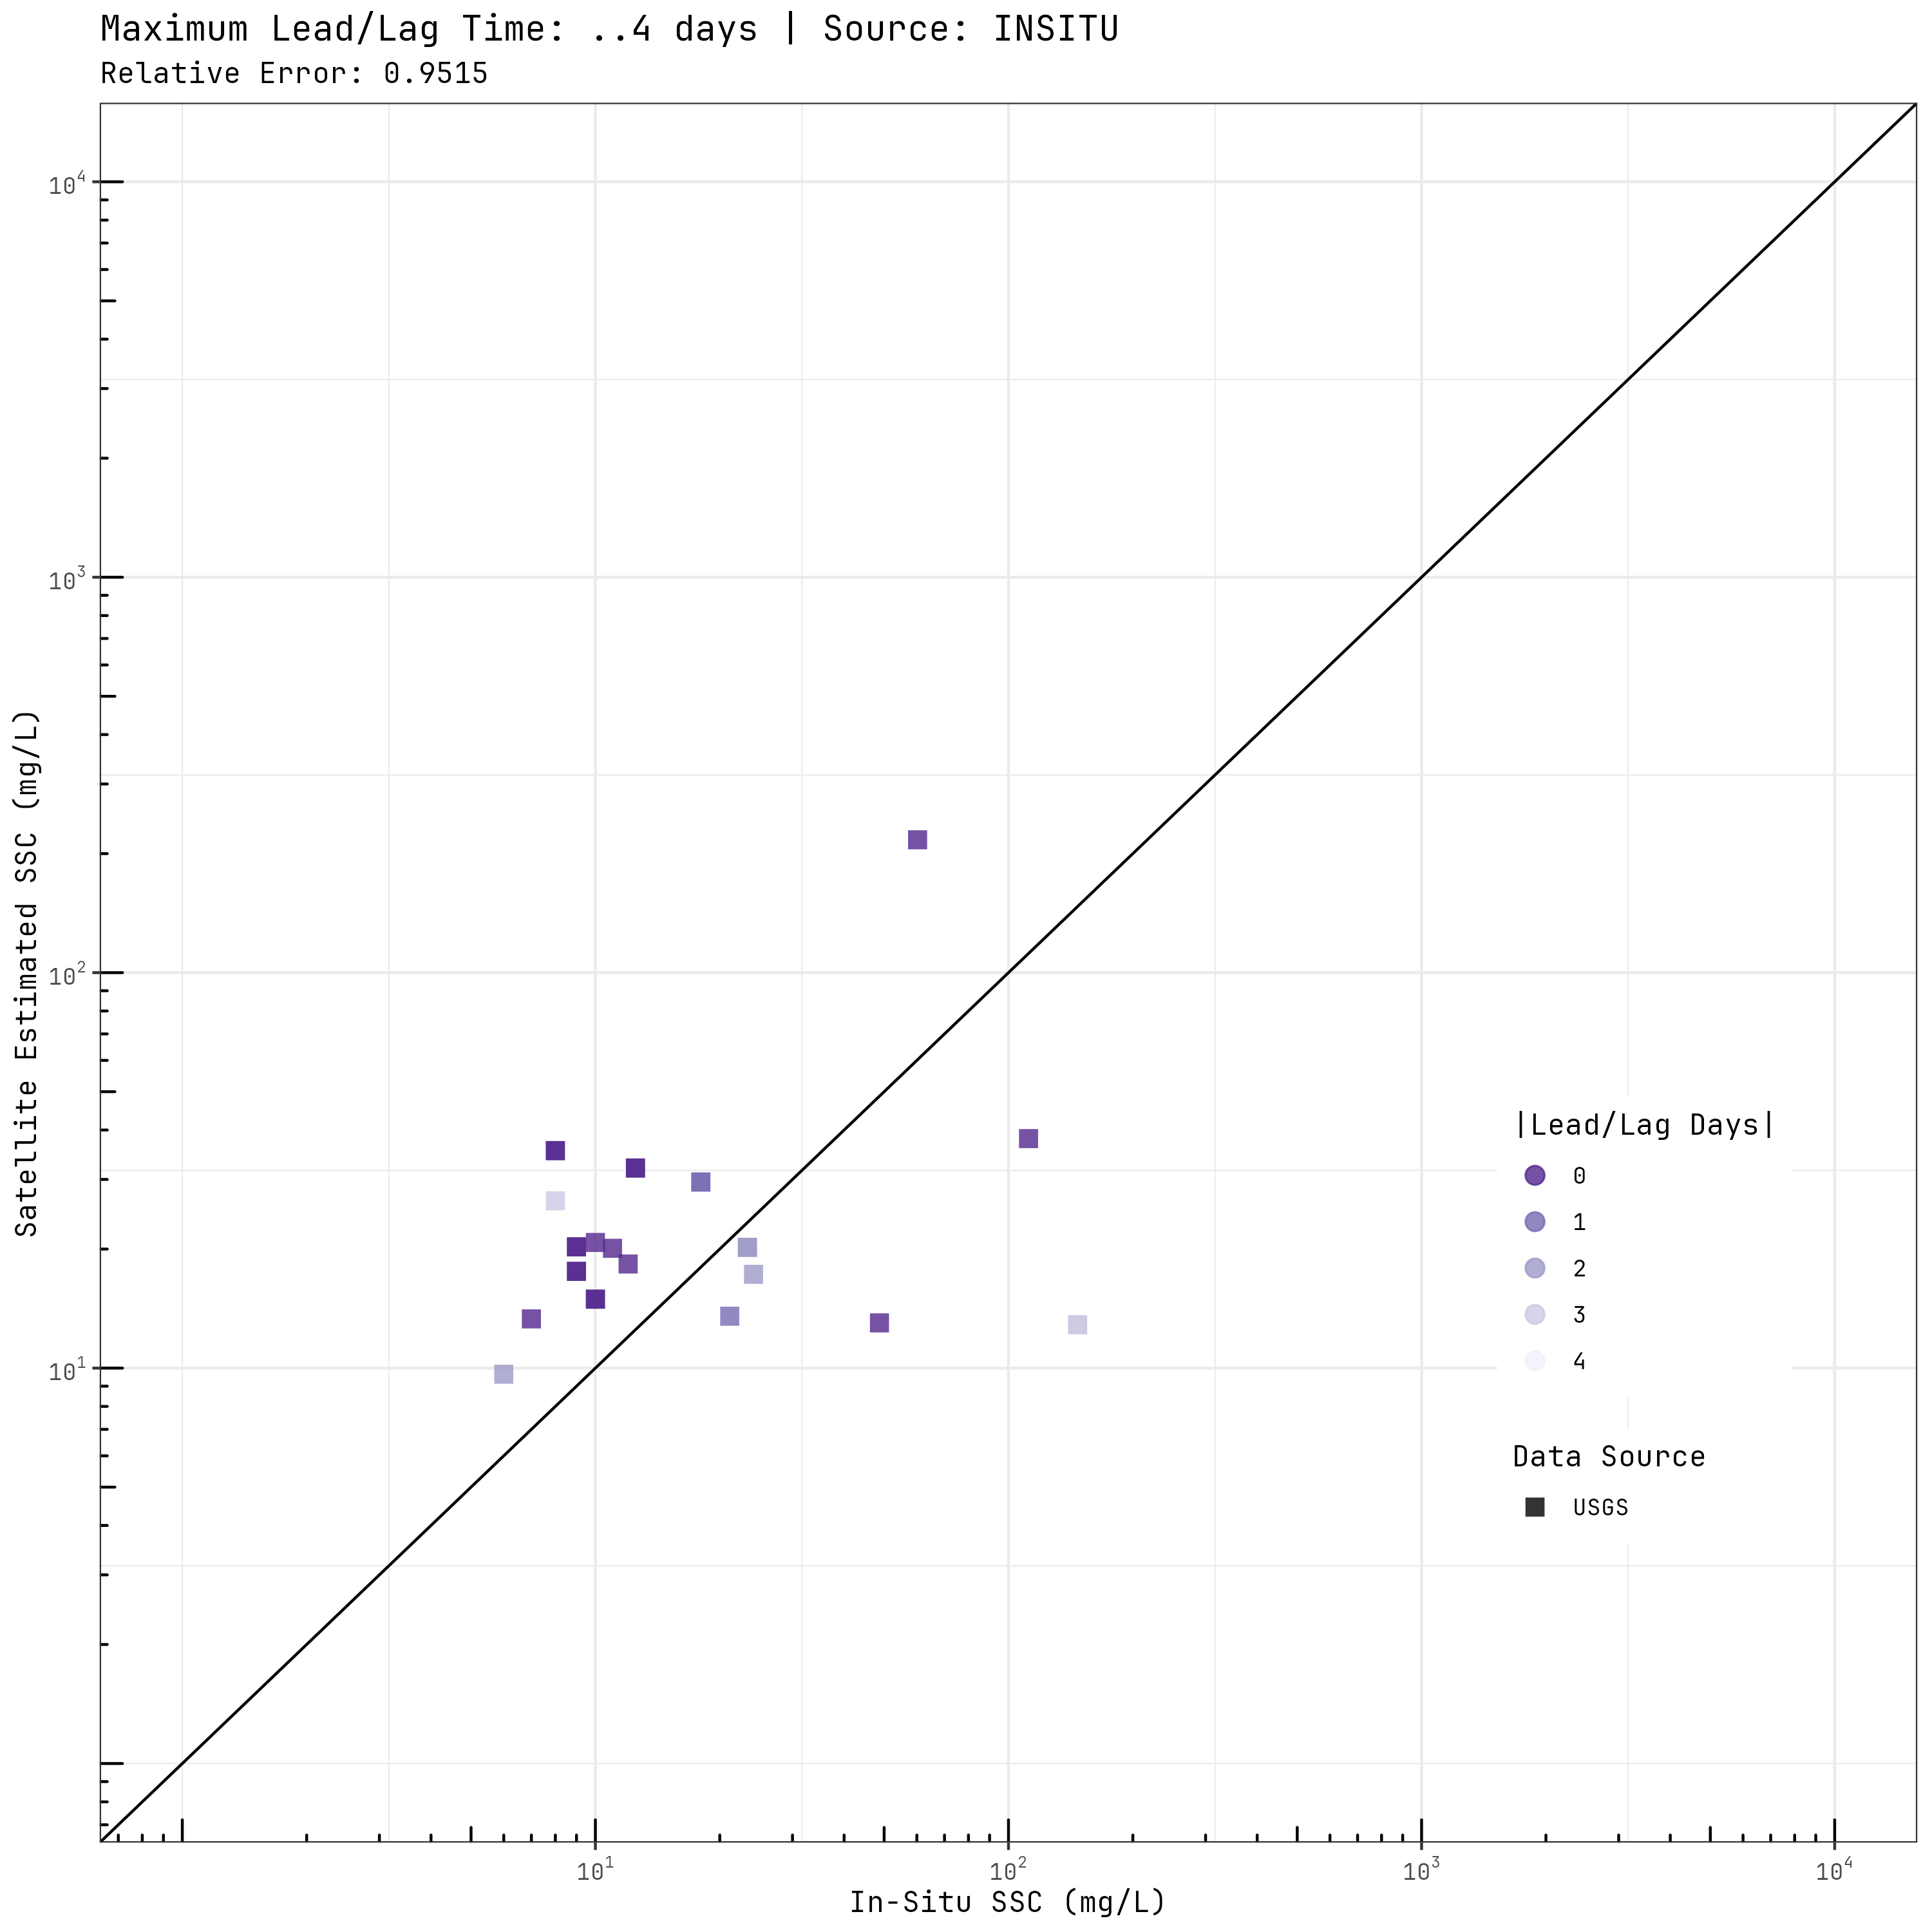 Maximum Lead/Lag Time: ..4 days | Source: INSITU
Relative Error: 0.9515
10⁴
10³
10²
10¹
Satellite Estimated SSC (mg/L)
|Lead/Lag Days|
0
1
2
3
4
Data Source
USGS
10¹ 10² 10³ 10⁴
In-Situ SSC (mg/L)